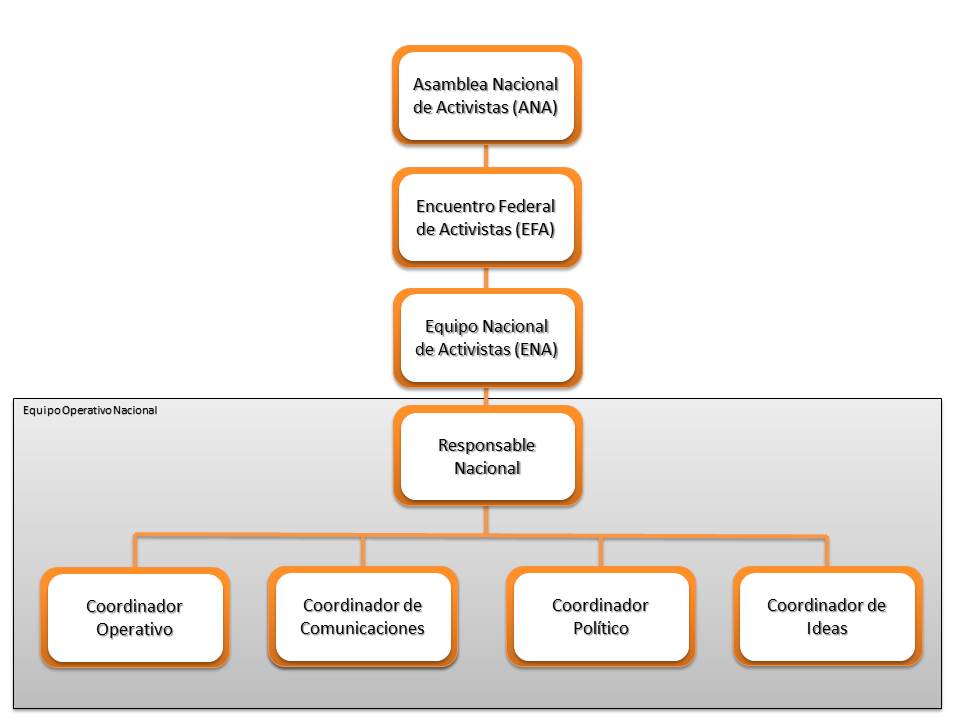 Asamblea Nacional
de Activistas (ANA)
Encuentro Federal
de Activistas (EFA)
Equipo Nacional
de Activistas (ENA)
Equipo Operativo Nacional
Responsable
Nacional
Coordinador
Operativo
Coordinador de
Comunicaciones
Coordinador
Político
Coordinador de
Ideas